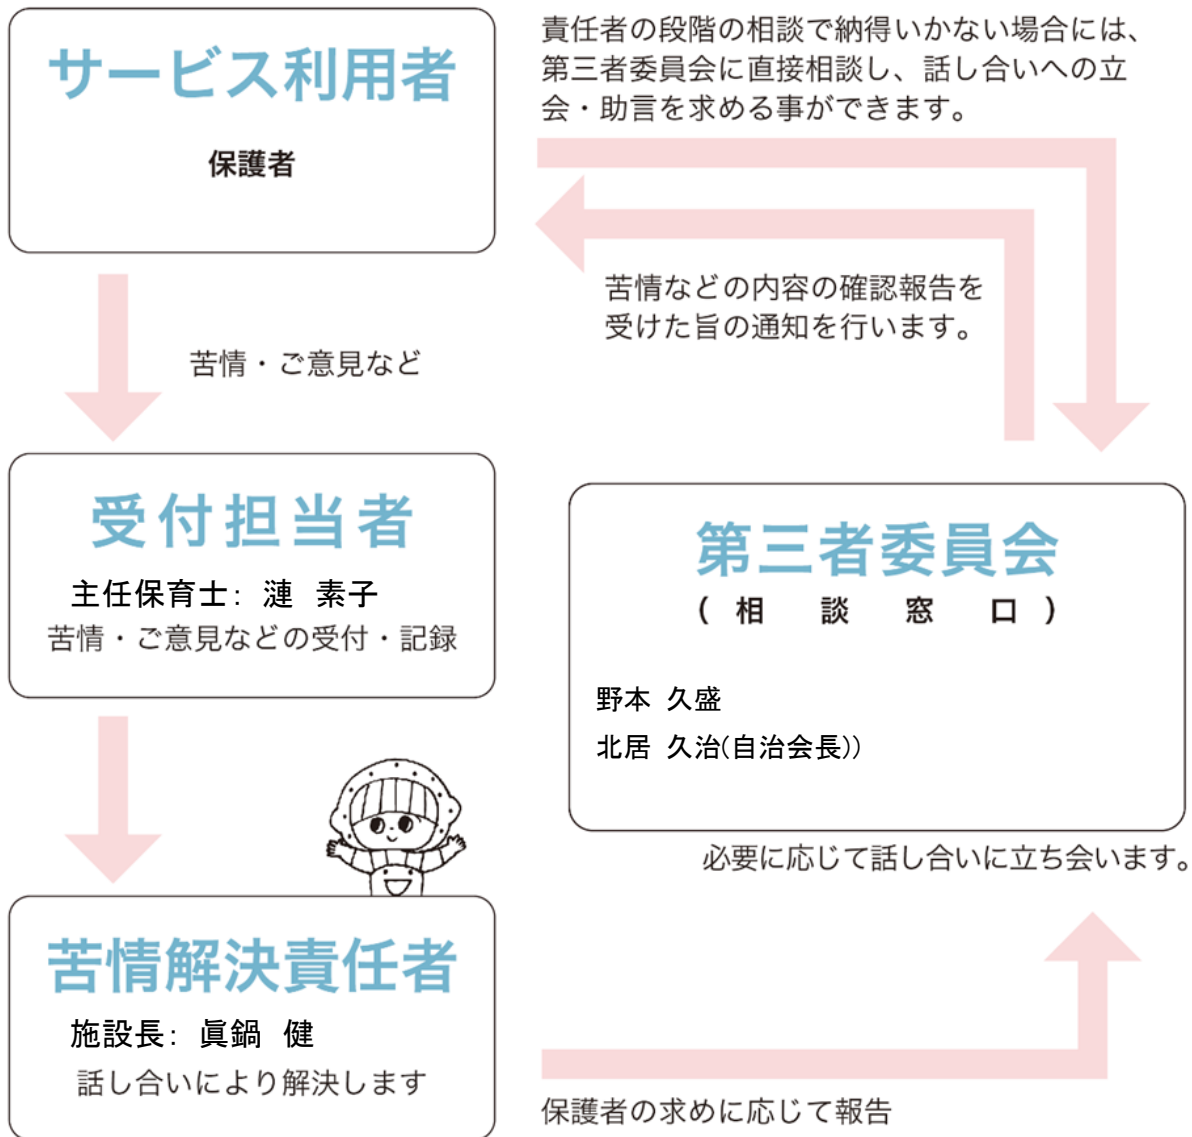 サービス利用者
保護者
責任者の段階の相談で納得いかない場合には、
第三者委員会に直接相談し、話し合いへの立
会・助言を求める事ができます。
苦情などの内容の確認報告を
受けた旨の通知を行います。
苦情・ご意見など
受付担当者
主任保育士: 漣 素子
苦情・ご意見などの受付・記録
第三者委員会
(相談窓口)
野本 久盛
北居 久治(自治会長))
必要に応じて話し合いに立ち会います。
苦情解決責任者
施設長: 眞鍋 健
話し合いにより解決します
保護者の求めに応じて報告